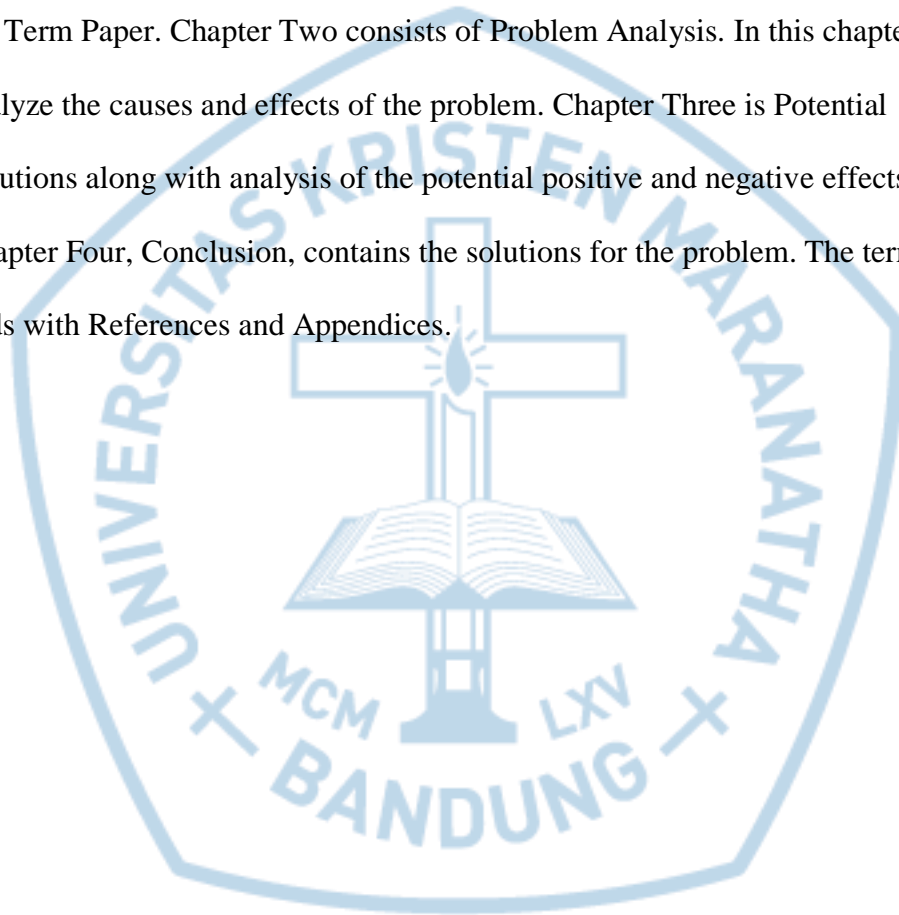 Term Paper. Chapter Two consists of Problem Analysis. In this chapte
lyze the causes and effects of the problem. Chapter Three is Potential
utions along with analysis of the potential positive and negative effects
apter Four, Conclusion, contains the solutions for the problem. The ter
ds with References and Appendices.
UNIVERSITAS KRISTEN MARANATHA
MCM LXV
BANDUNG